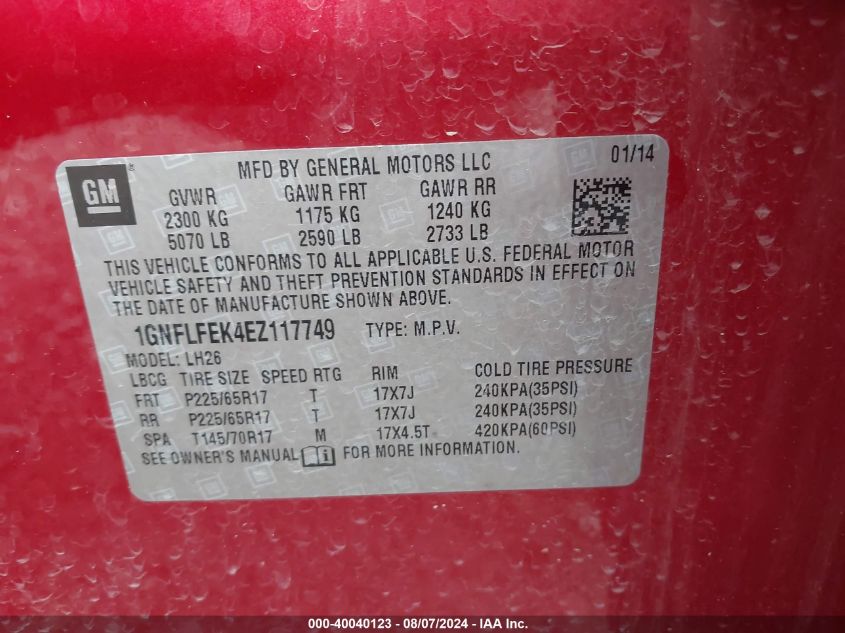 GM
MFD BY GENERAL MOTORS LLC 01/14
GVWR GAWR FRT GAWR RR
2300 KG 1175 KG 1240 KG
5070 LB 2590 LB 2733 LB
THIS VEHICLE CONFORMS TO ALL APPLICABLE U.S. FEDERAL MOTOR
VEHICLE SAFETY AND THEFT PREVENTION STANDARDS IN EFFECT ON
THE DATE OF MANUFACTURE SHOWN ABOVE.
1GNFLFEK4EZ117749 TYPE: M.P.V.
MODEL: LH26
LBCG TIRE SIZE SPEED RTG RIM COLD TIRE PRESSURE
FRT P225/65R17 T 17X7J 240KPA(35PSI)
RR P225/65R17 T 17X7J 240KPA(35PSI)
SPA T145/70R17 M 17X4.5T 420KPA(60PSI)
SEE OWNER'S MANUAL FOR MORE INFORMATION.
000-40040123 - 08/07/2024 - IAA Inc.